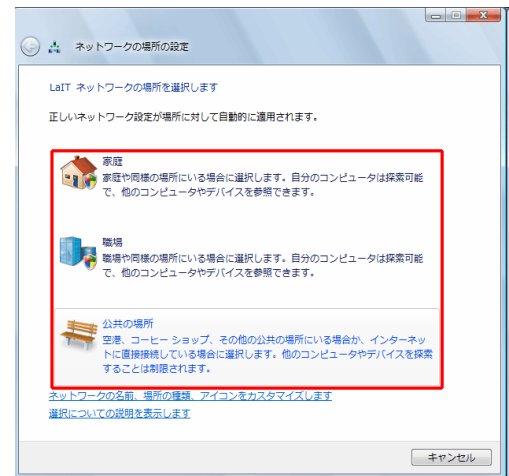 ネットワークの場所の設定
LaIT ネットワークの場所を選択します
正しいネットワーク設定が場所に対して自動的に適用されます。
家庭
家庭や同様の場所にいる場合に選択します。自分のコンピュータは探索可能
で、他のコンピュータやデバイスを参照できます。
職場
職場や同様の場所にいる場合に選択します。自分のコンピュータは探索可能
で、他のコンピュータやデバイスを参照できます。
公共の場所
空港、コーヒー ショップ、その他の公共の場所にいる場合か、インターネッ
トに直接接続している場合に選択します。他のコンピュータやデバイスを探索
することは制限されます。
ネットワークの名前、場所の種類、アイコンをカスタマイズします
選択についての説明を表示します
キャンセル